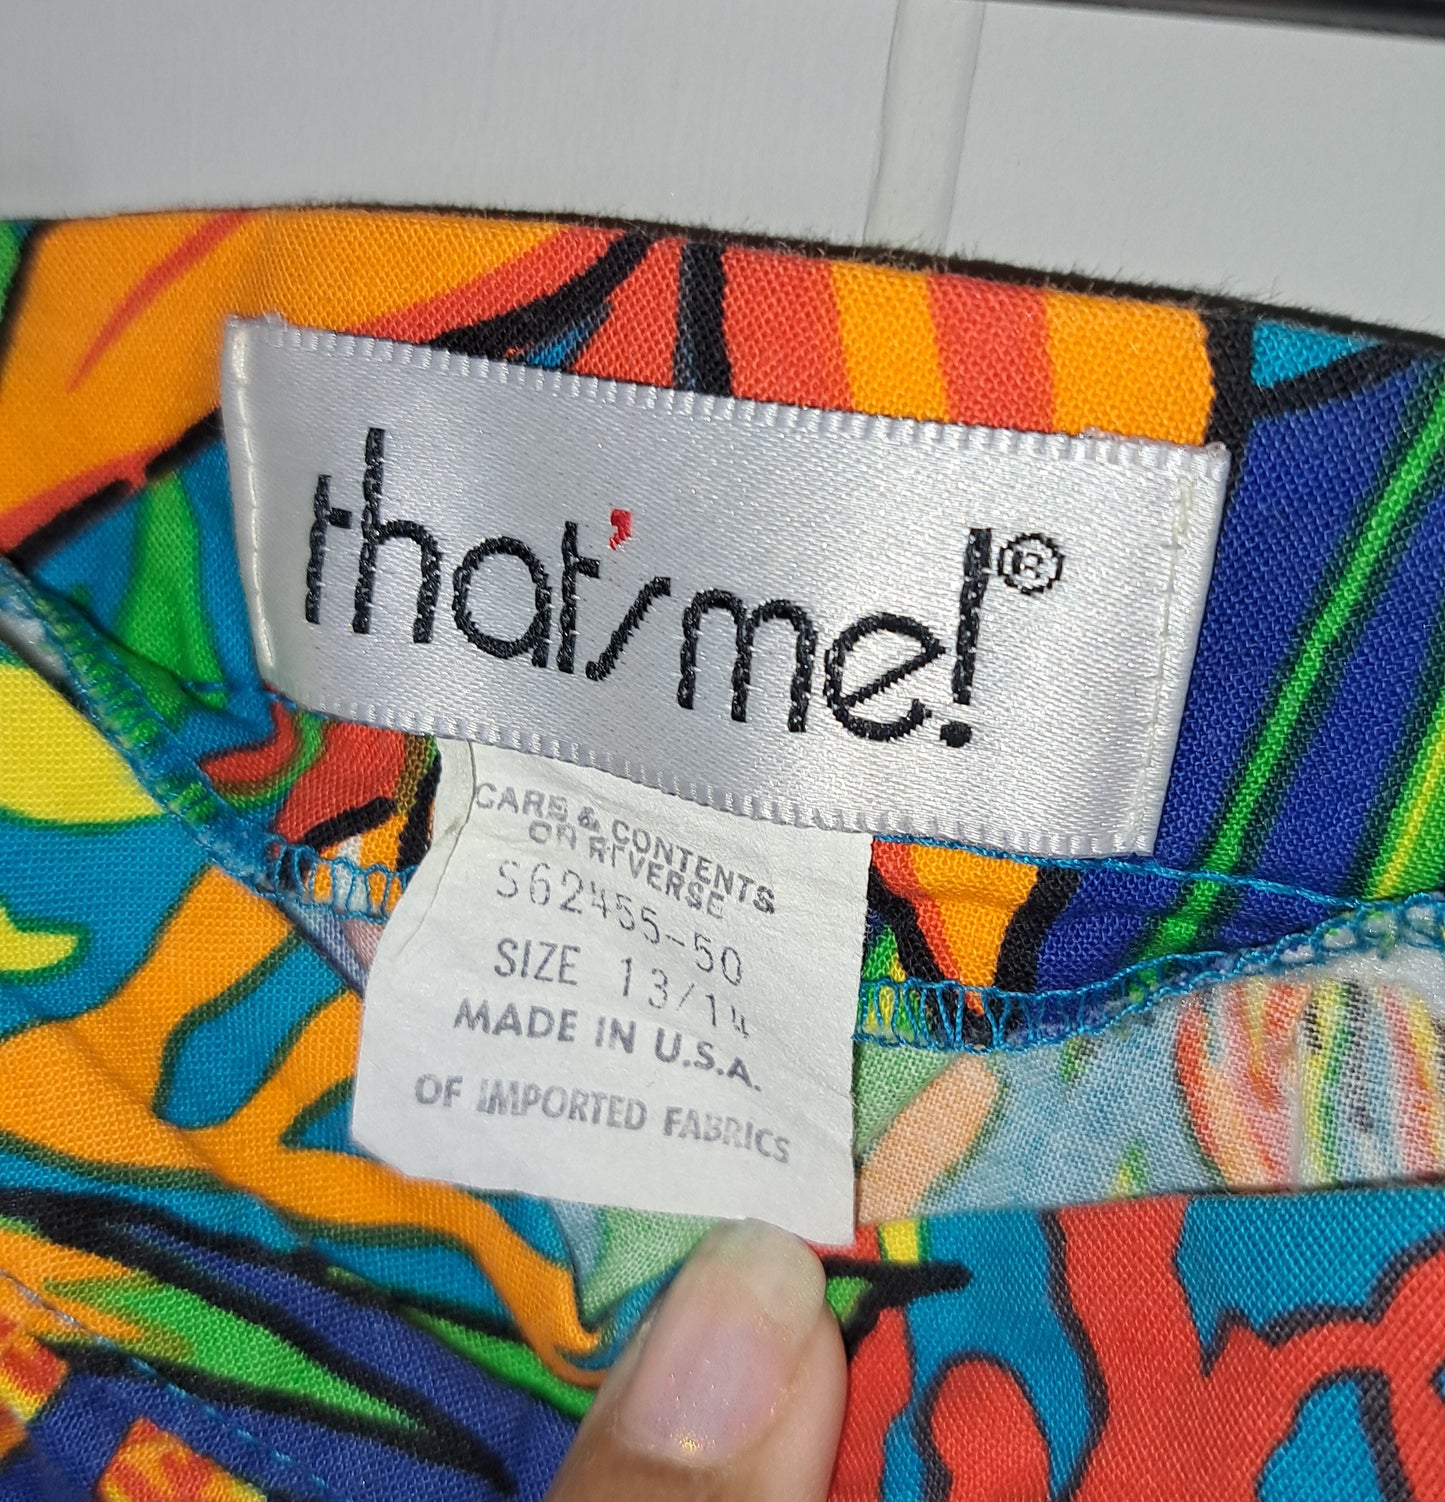 that's me!®
CARE & CONTENTS
ON REVERSE
S62455-50
SIZE 13/14
MADE IN U.S.A.
OF IMPORTED FABRICS